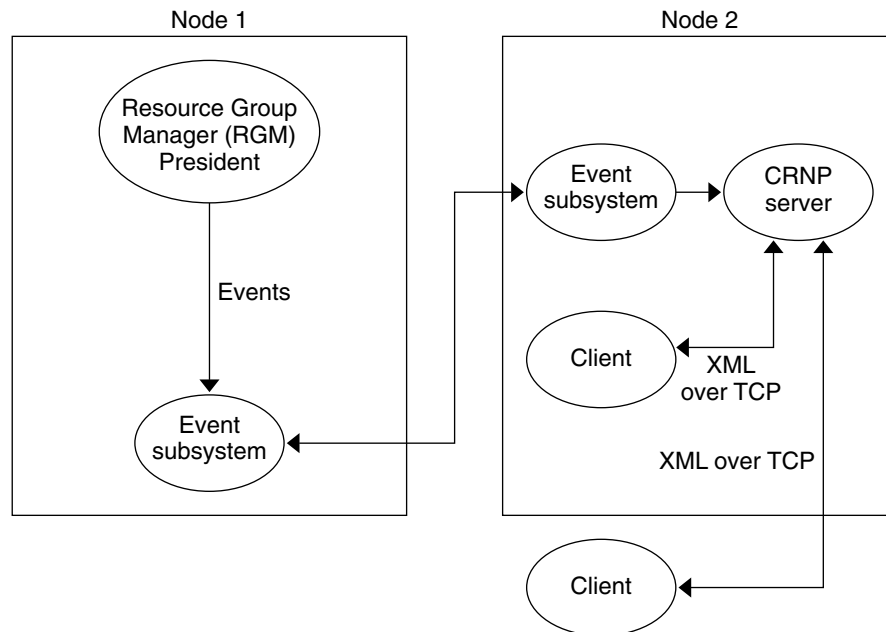 Node 1
Resource Group
Manager (RGM)
President
Events
Event
subsystem
Node 2
Event
subsystem
CRNP
server
Client
XML
over TCP
XML over TCP
Client